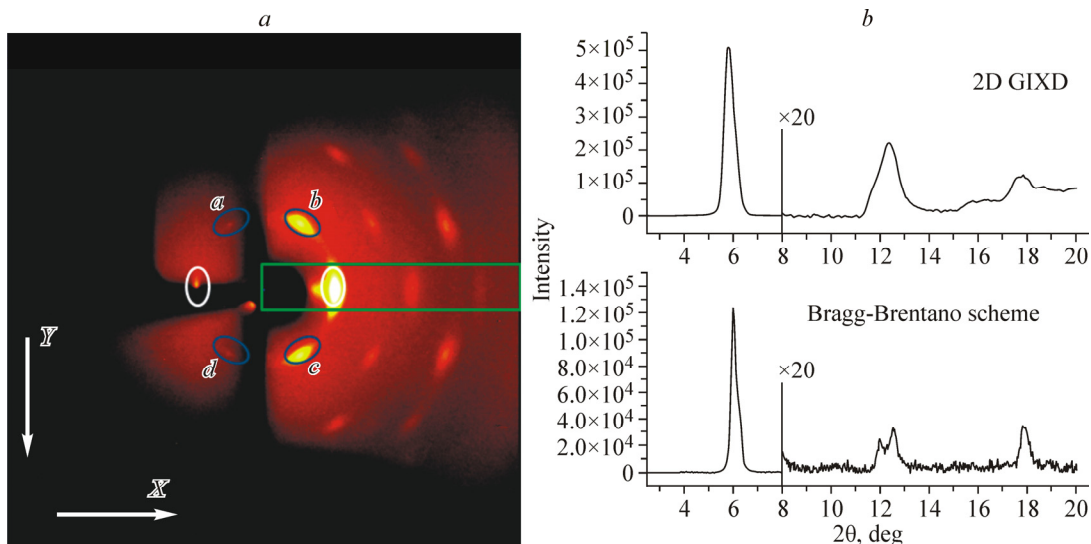 a
b
a
b
d
c
Y
X
5×10⁵
4×10⁵
3×10⁵
2×10⁵
1×10⁵
0
×20
2D GIXD
4 6 8 10 12 14 16 18 20
Intensity
1.4×10⁵
1.2×10⁵
1.0×10⁵
8.0×10⁴
6.0×10⁴
4.0×10⁴
2.0×10⁴
0
×20
Bragg-Brentano scheme
4 6 8 10 12 14 16 18 20
2θ, deg